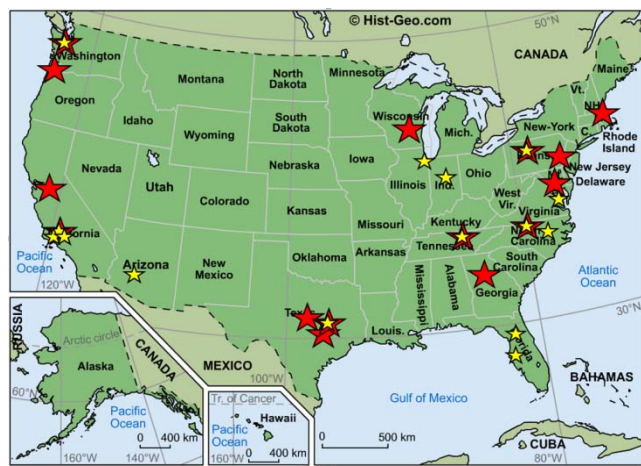 © Hist-Geo.com
50°N
CANADA
Washington
Montana
North
Dakota
Minnesota
Maine
Vt.
NH
Oregon
Idaho
Wyoming
South
Dakota
Wisconsin
Mich.
New-York
C.
Rhode
Island
Nevada
Utah
Colorado
Nebraska
Iowa
Illinois
Ind.
Ohio
New Jersey
Delaware
Kansas
Missouri
West
Vir.
Virginia
Kentucky
Tennessee
Carolina
Pacific
Ocean
120°W
Arizona
New
Mexico
Oklahoma
Arkansas
Mississippi
Alabama
South
Carolina
Georgia
Atlantic
Ocean
30°N
Louis.
RUSSIA
Arctic circle
CANADA
Alaska
60°N
MEXICO
100°W
Tr. of Cancer
Gulf of Mexico
BAHAMAS
Pacific
Ocean
400 km
160°W
140°W
Hawaii
Pacific
Ocean
400 km
160°W
500 km
CUBA
80°W